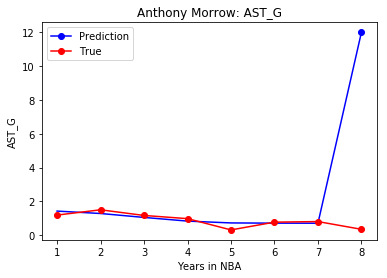 Anthony Morrow: AST_G
Prediction
True
12
10
8
6
4
2
0
AST_G
1 2 3 4 5 6 7 8
Years in NBA